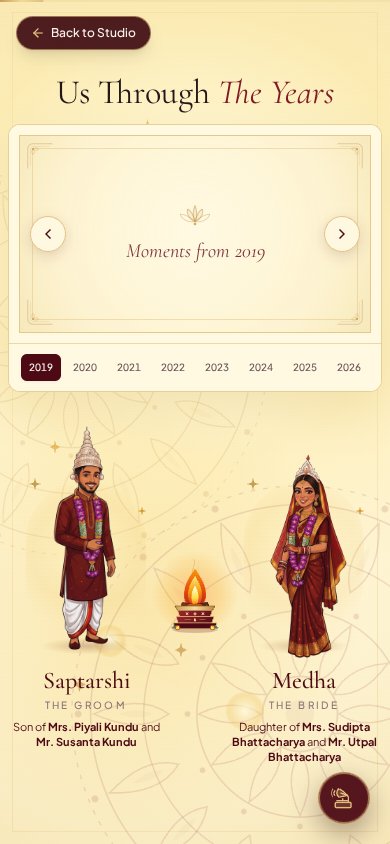 Back to Studio
Us Through The Years
Moments from 2019
2019 2020 2021 2022 2023 2024 2025 2026
Saptarshi
THE GROOM
Son of Mrs. Piyali Kundu and
Mr. Susanta Kundu
Medha
THE BRIDE
Daughter of Mrs. Sudipta
Bhattacharya and Mr. Utpal
Bhattacharya